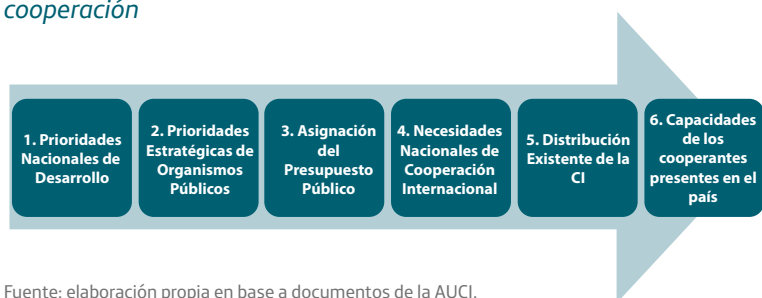 cooperación
1. Prioridades
Nacionales de
Desarrollo
2. Prioridades
Estratégicas de
Organismos
Públicos
3. Asignación
del
Presupuesto
Público
4. Necesidades
Nacionales de
Cooperación
Internacional
5. Distribución
Existente de la
CI
6. Capacidades
de los
cooperantes
presentes en el
país
Fuente: elaboración propia en base a documentos de la AUCI.